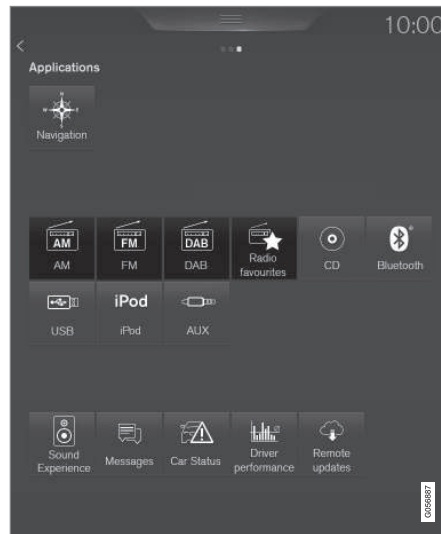 10:00
Applications
Navigation
AM FM DAB
AM FM DAB Radio favourites CD Bluetooth
iPod
USB iPod AUX
Sound Experience Messages Car Status Driver performance Remote updates
G056887